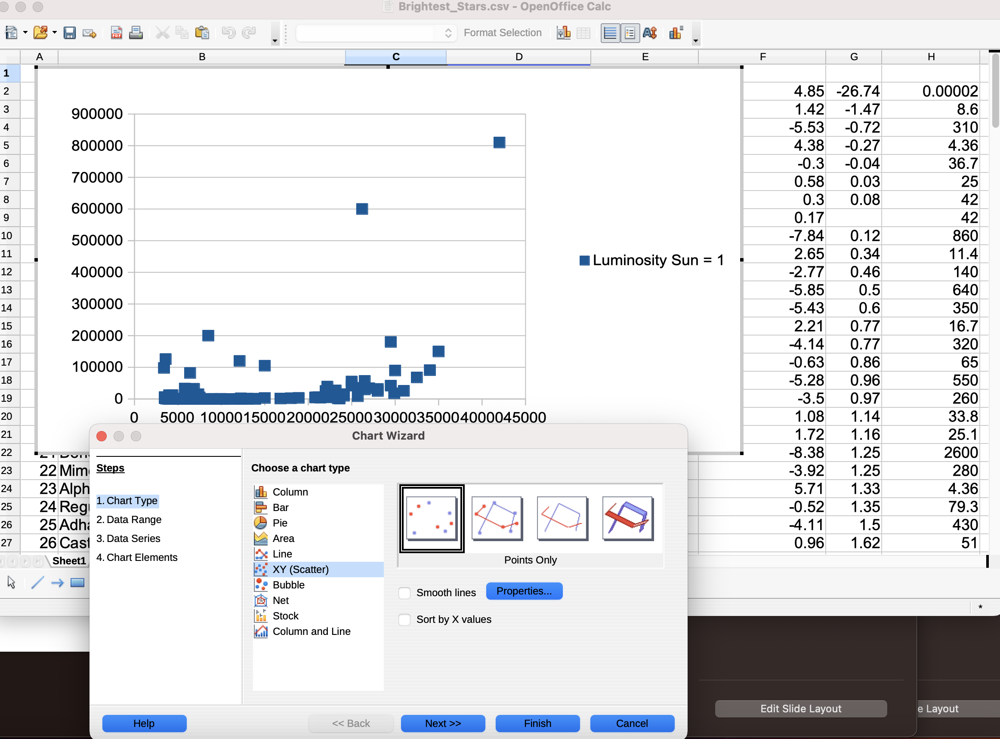 Brightest_Stars.csv - OpenOffice Calc
Format Selection
A B C D E F G H
1
2 4.85 -26.74 0.00002
3 1.42 -1.47 8.6
4 -5.53 -0.72 310
5 4.38 -0.27 4.36
6 -0.3 -0.04 36.7
7 0.58 0.03 25
8 0.3 0.08 42
9 0.17 42
10 -7.84 0.12 860
11 2.65 0.34 11.4
12 -2.77 0.46 140
13 -5.85 0.5 640
14 -5.43 0.6 350
15 2.21 0.77 16.7
16 -4.14 0.77 320
17 -0.63 0.86 65
18 -5.28 0.96 550
19 -3.5 0.97 260
20 1.08 1.14 33.8
21 1.72 1.16 25.1
22 -8.38 1.25 2600
23 22 Mim -3.92 1.25 280
24 23 Alph 5.71 1.33 4.36
25 24 Reg -0.52 1.35 79.3
26 25 Adha -4.11 1.5 430
27 26 Cast 0.96 1.62 51
900000
800000
700000
600000
500000
400000
300000
200000
100000
0
0 5000 10000 15000 20000 25000 30000 35000 40000 45000
Luminosity Sun = 1
Sheet1
*
Chart Wizard
Steps
1. Chart Type
2. Data Range
3. Data Series
4. Chart Elements
Choose a chart type
Column
Bar
Pie
Area
Line
XY (Scatter)
Bubble
Net
Stock
Column and Line
Points Only
Smooth lines
Properties...
Sort by X values
Help
<< Back
Next >>
Finish
Cancel
Edit Slide Layout
e Layout